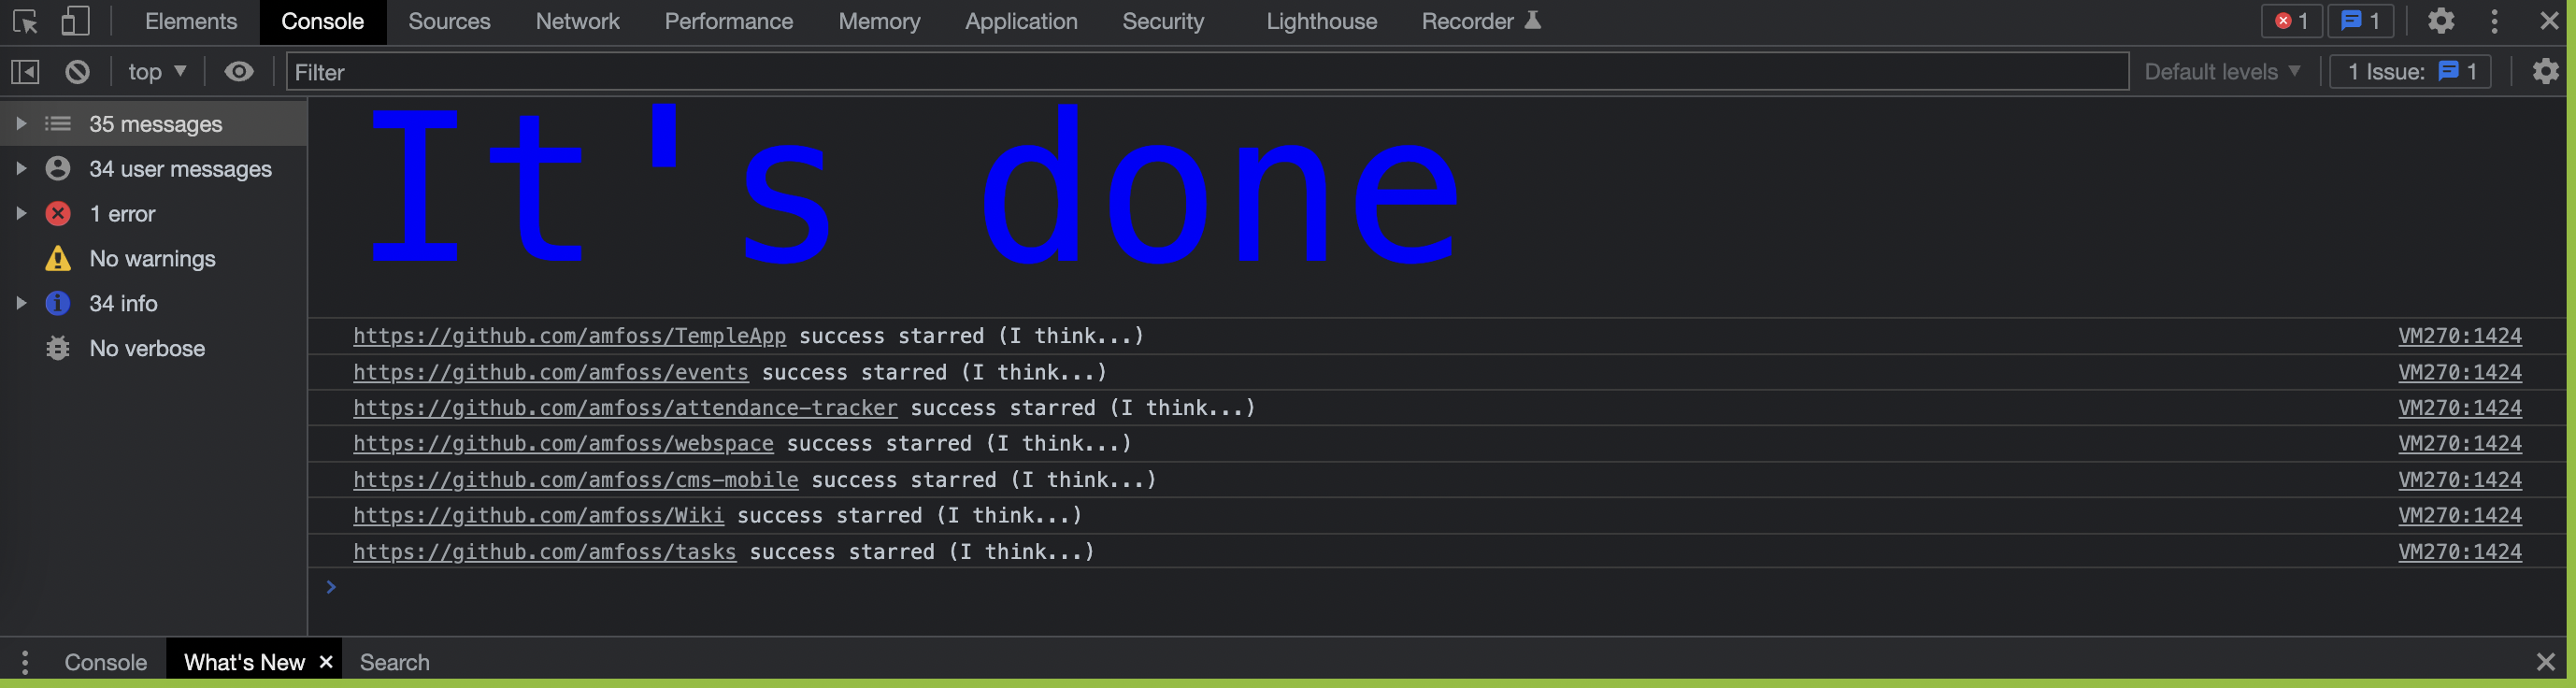 Elements Console Sources Network Performance Memory Application Security Lighthouse Recorder 1 1
top Filter Default levels 1 Issue: 1
35 messages
34 user messages
1 error
No warnings
34 info
No verbose
It's done
https://github.com/amfoss/TempleApp success starred (I think...) VM270:1424
https://github.com/amfoss/events success starred (I think...) VM270:1424
https://github.com/amfoss/attendance-tracker success starred (I think...) VM270:1424
https://github.com/amfoss/webspace success starred (I think...) VM270:1424
https://github.com/amfoss/cms-mobile success starred (I think...) VM270:1424
https://github.com/amfoss/Wiki success starred (I think...) VM270:1424
https://github.com/amfoss/tasks success starred (I think...) VM270:1424
Console What's New Search